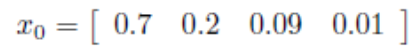 x₀ = [ 0.7 0.2 0.09 0.01 ]